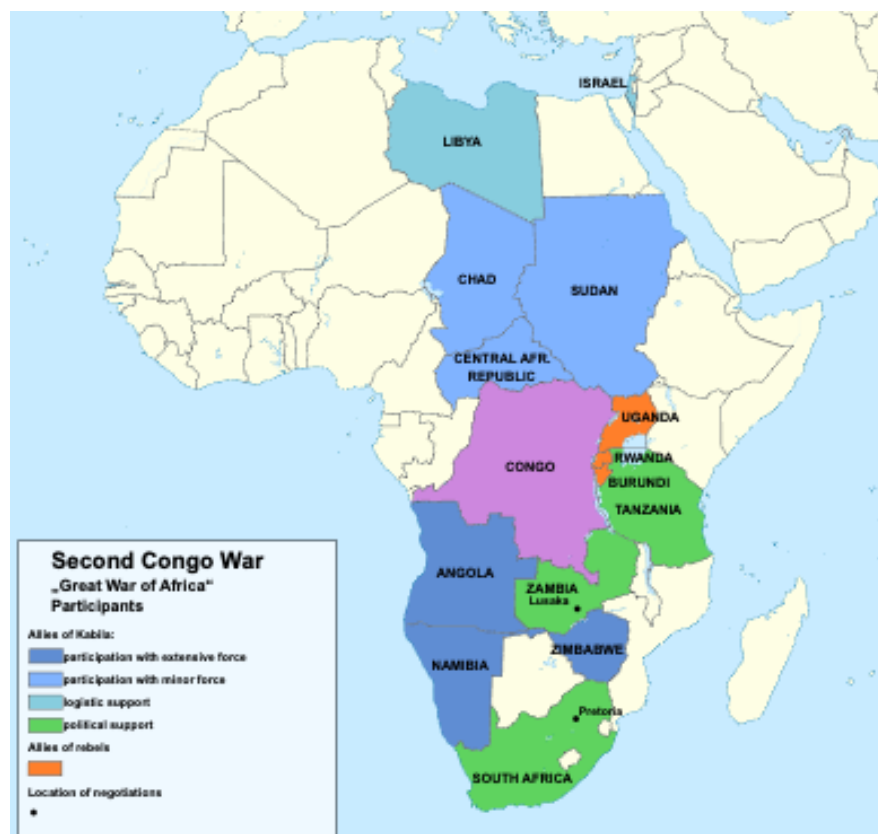 ISRAEL
LIBYA
CHAD
SUDAN
CENTRAL AFR.
REPUBLIC
UGANDA
CONGO
RWANDA
BURUNDI
TANZANIA
ANGOLA
ZAMBIA
Lusaka
NAMIBIA
ZIMBABWE
Pretoria
SOUTH AFRICA
Second Congo War
„Great War of Africa“
Participants
Allies of Kabila:
participation with extensive force
participation with minor force
logistic support
political support
Allies of rebels
Location of negotiations